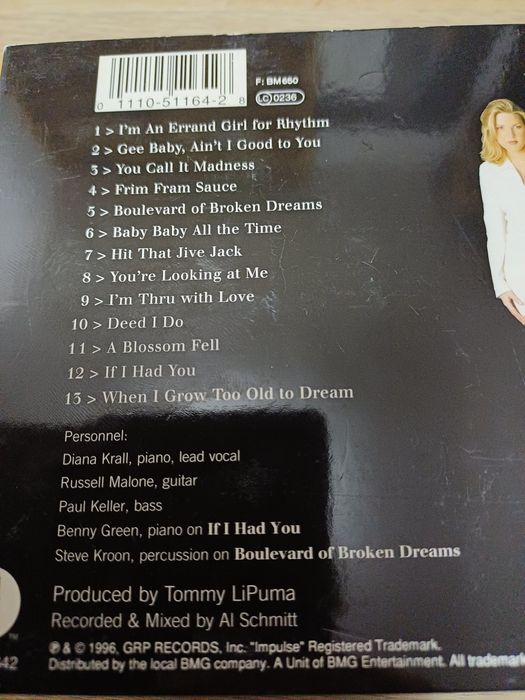 0 1110-51164-2 8
F: BM650
LC 0236
1 > I'm An Errand Girl for Rhythm
2 > Gee Baby, Ain't I Good to You
3 > You Call It Madness
4 > Frim Fram Sauce
5 > Boulevard of Broken Dreams
6 > Baby Baby All the Time
7 > Hit That Jive Jack
8 > You're Looking at Me
9 > I'm Thru with Love
10 > Deed I Do
11 > A Blossom Fell
12 > If I Had You
13 > When I Grow Too Old to Dream
Personnel:
Diana Krall, piano, lead vocal
Russell Malone, guitar
Paul Keller, bass
Benny Green, piano on If I Had You
Steve Kroon, percussion on Boulevard of Broken Dreams
Produced by Tommy LiPuma
Recorded & Mixed by Al Schmitt
℗ & © 1996, GRP RECORDS, Inc. "Impulse" Registered Trademark.
Distributed by the local BMG company. A Unit of BMG Entertainment. All trademark
TM
642